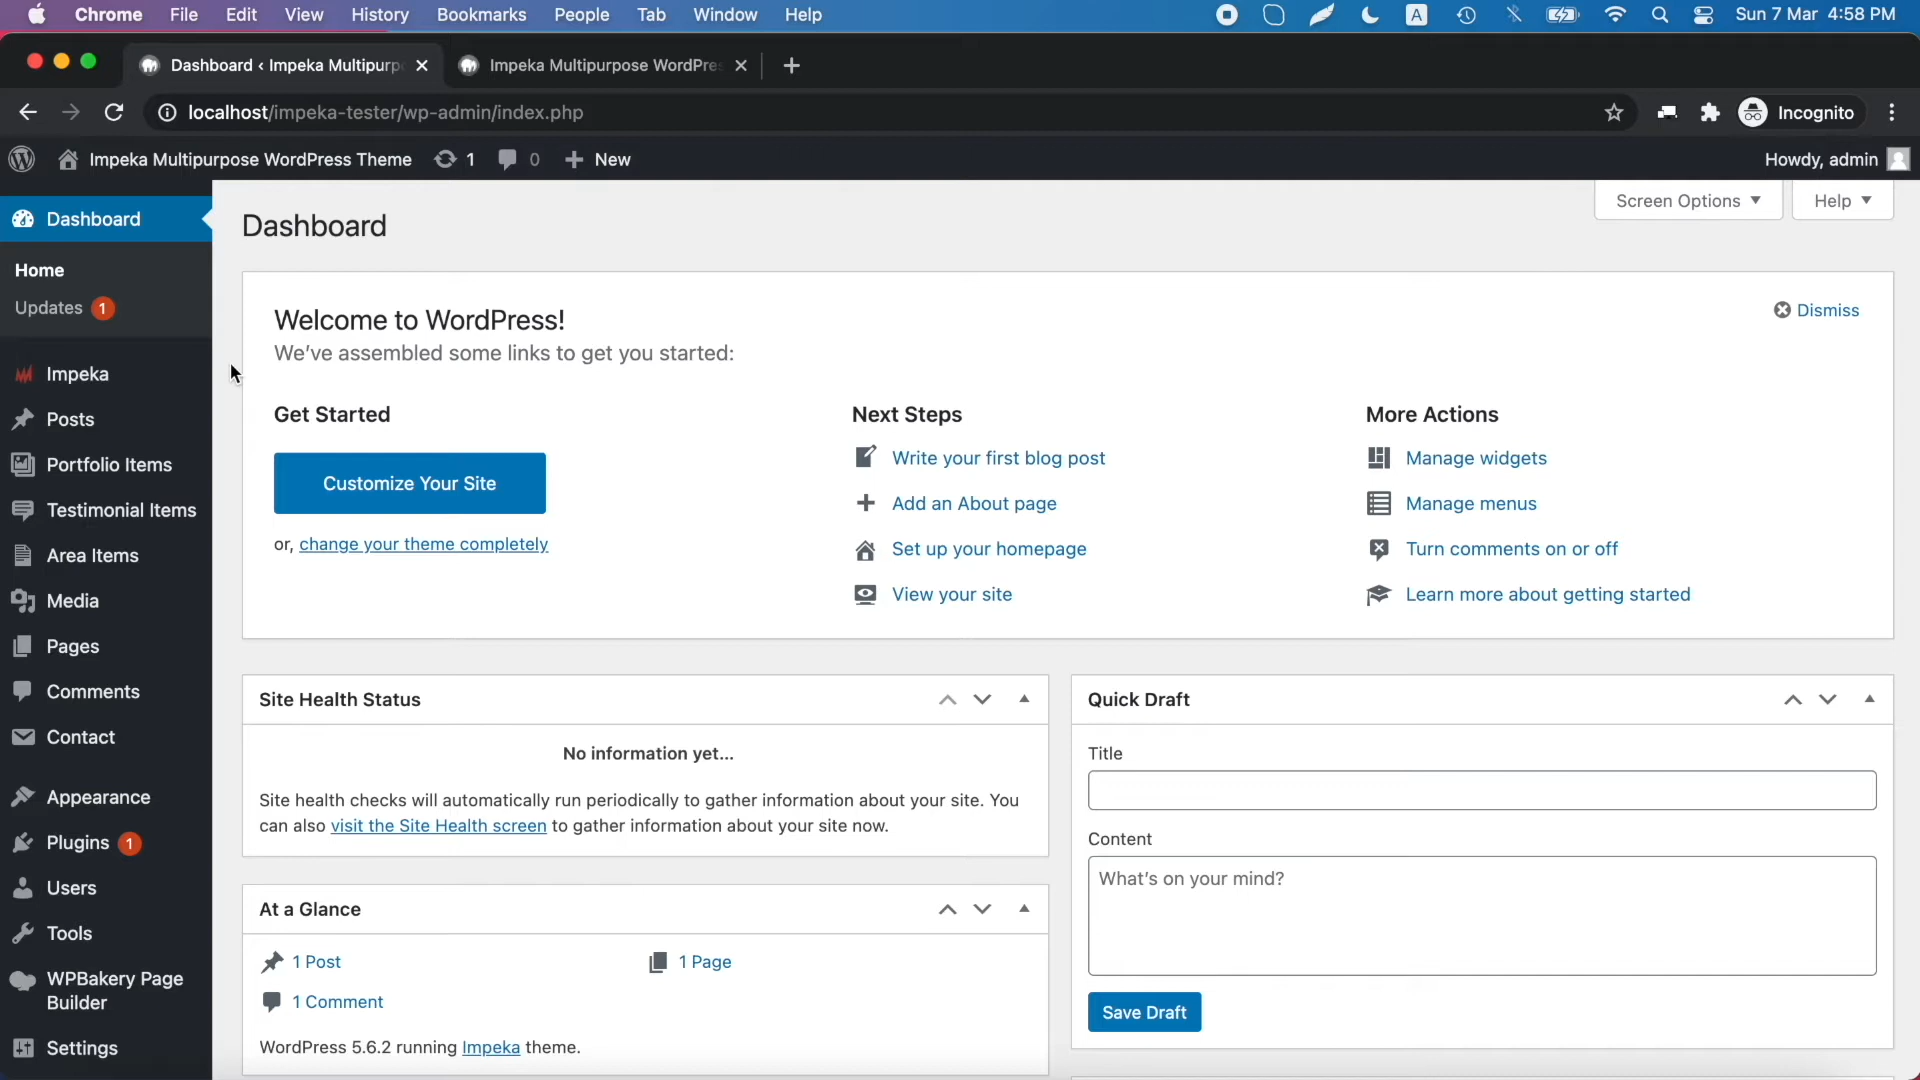 Chrome File Edit View History Bookmarks People Tab Window Help A Sun 7 Mar 4:58 PM
Dashboard ‹ Impeka Multipurp Impeka Multipurpose WordPre
localhost/impeka-tester/wp-admin/index.php Incognito
Impeka Multipurpose WordPress Theme 1 0 New Howdy, admin
Screen Options Help
Dashboard
Home
Updates 1
Impeka
Posts
Portfolio Items
Testimonial Items
Area Items
Media
Pages
Comments
Contact
Appearance
Plugins 1
Users
Tools
WPBakery Page
Builder
Settings
Dashboard
Welcome to WordPress!
We've assembled some links to get you started:
Dismiss
Get Started
Customize Your Site
or, change your theme completely
Next Steps
Write your first blog post
Add an About page
Set up your homepage
View your site
More Actions
Manage widgets
Manage menus
Turn comments on or off
Learn more about getting started
Site Health Status
No information yet...
Site health checks will automatically run periodically to gather information about your site. You
can also visit the Site Health screen to gather information about your site now.
At a Glance
1 Post 1 Page
1 Comment
WordPress 5.6.2 running Impeka theme.
Quick Draft
Title
Content
What's on your mind?
Save Draft